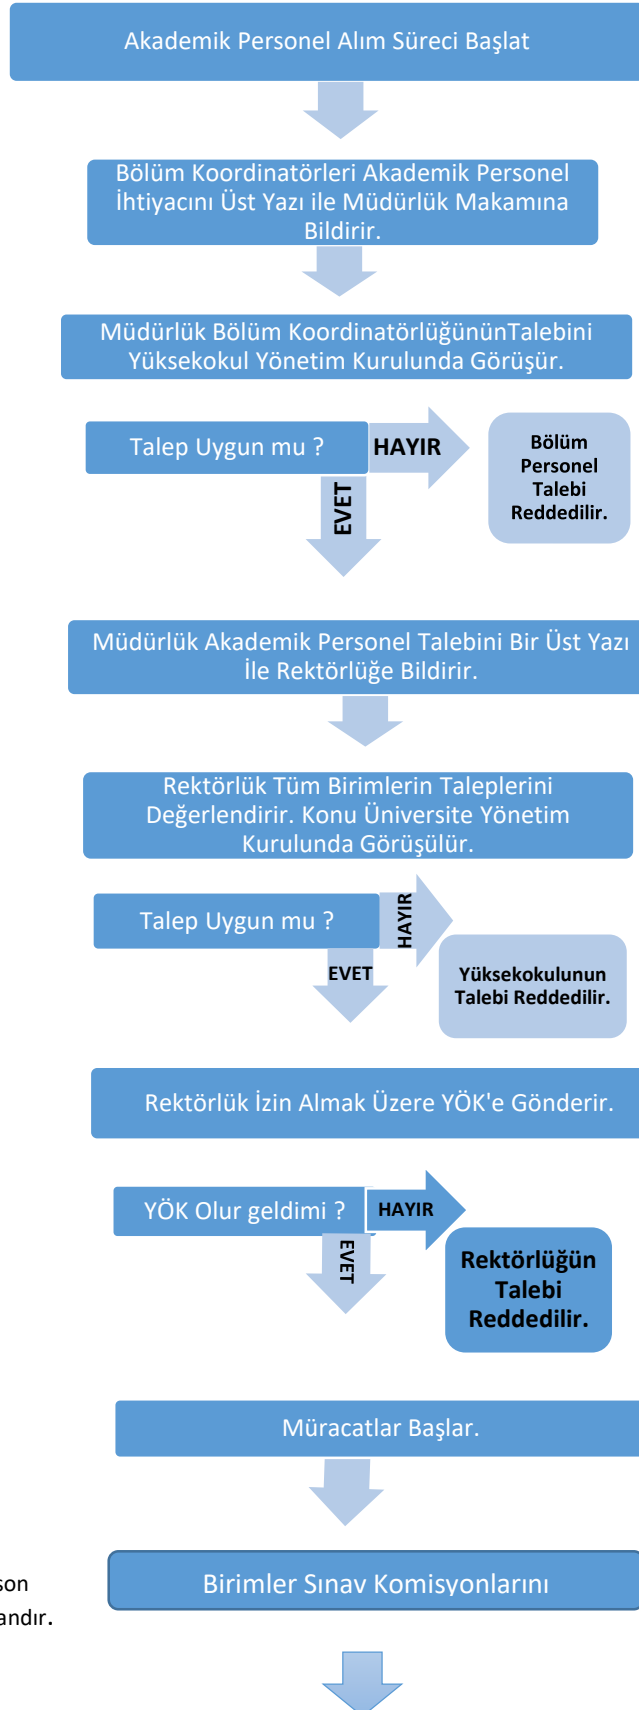 Akademik Personel Alım Süreci Başlat
Bölüm Koordinatörleri Akademik Personel
İhtiyacını Üst Yazı ile Müdürlük Makamına
Bildirir.
Müdürlük Bölüm KoordinatörlüğününTalebini
Yüksekokul Yönetim Kurulunda Görüşür.
Talep Uygun mu ?
HAYIR
Bölüm
Personel
Talebi
Reddedilir.
EVET
Müdürlük Akademik Personel Talebini Bir Üst Yazı
İle Rektörlüğe Bildirir.
Rektörlük Tüm Birimlerin Taleplerini
Değerlendirir. Konu Üniversite Yönetim
Kurulunda Görüşülür.
Talep Uygun mu ?
HAYIR
EVET
Yüksekokulunun
Talebi Reddedilir.
Rektörlük İzin Almak Üzere YÖK'e Gönderir.
YÖK Olur geldimi ?
HAYIR
EVET
Rektörlüğün
Talebi
Reddedilir.
Müracatlar Başlar.
Birimler Sınav Komisyonlarını
son
andır.